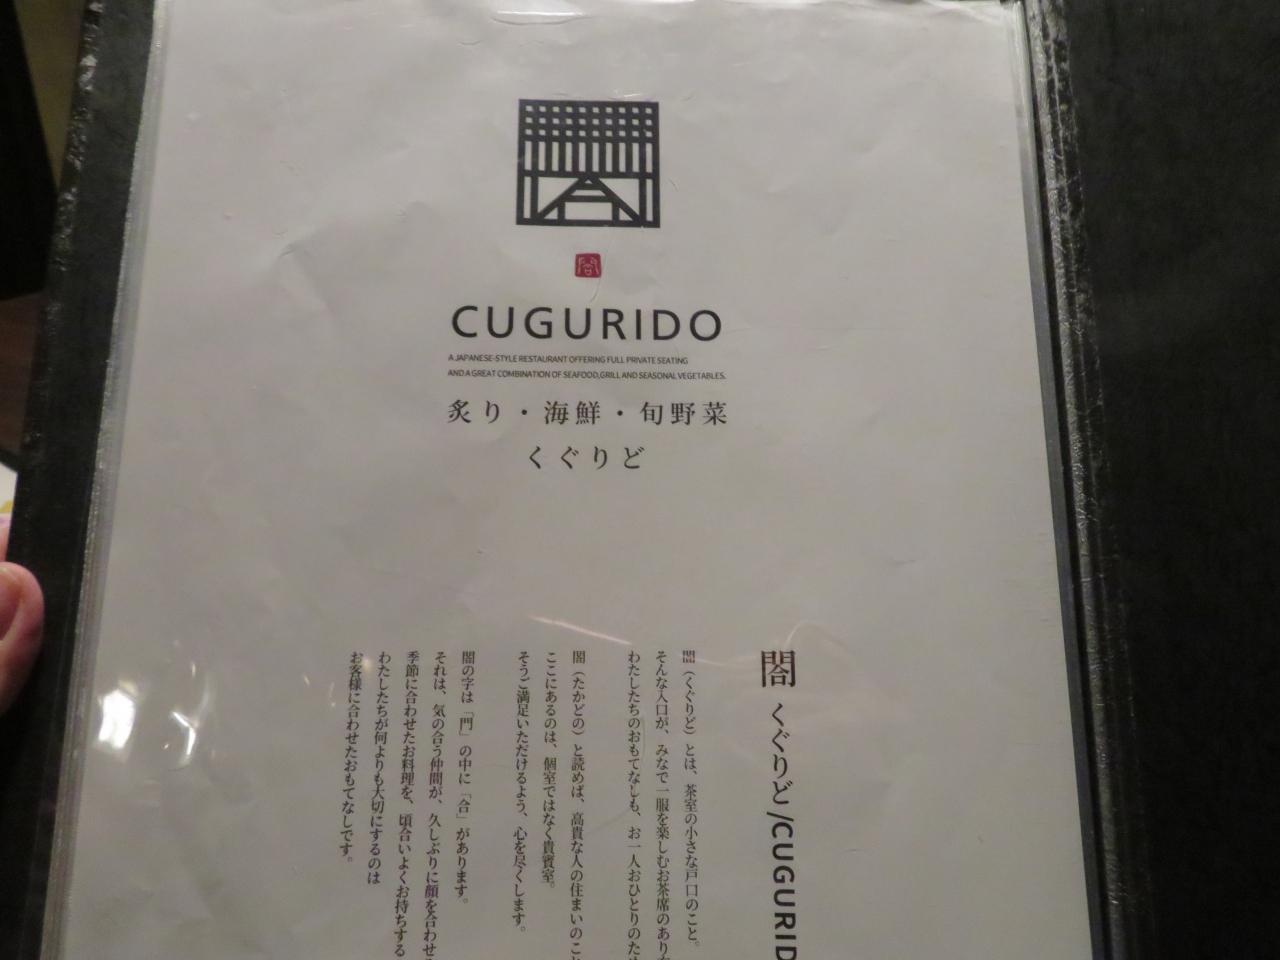 CUGURIDO
A JAPANESE-STYLE RESTAURANT OFFERING FULL PRIVATE SEATING
AND A GREAT COMBINATION OF SEAFOOD,GRILL AND SEASONAL VEGETABLES.
炙り・海鮮・旬野菜
くぐりど
閤 くぐりど/CUGURID
閤(くぐりど)とは、茶室の小さな戸口のこと。
そんな入口が、みなで一服を楽しむお茶席のあり
わたしたちのおもてなしも、お一人おひとりのた
閤(たかどの)と読めば、高貴な人の住まいのこ
ここにあるのは、個室ではなく貴賓室。
そうご満足いただけるよう、心を尽くします。
閤の字は「門」の中に「合」があります。
それは、気の合う仲間が、久しぶりに顔を合わせ
季節に合わせたお料理を、頃合いよくお持ちする
わたしたちが何よりも大切にするのは
お客様に合わせたおもてなしです。